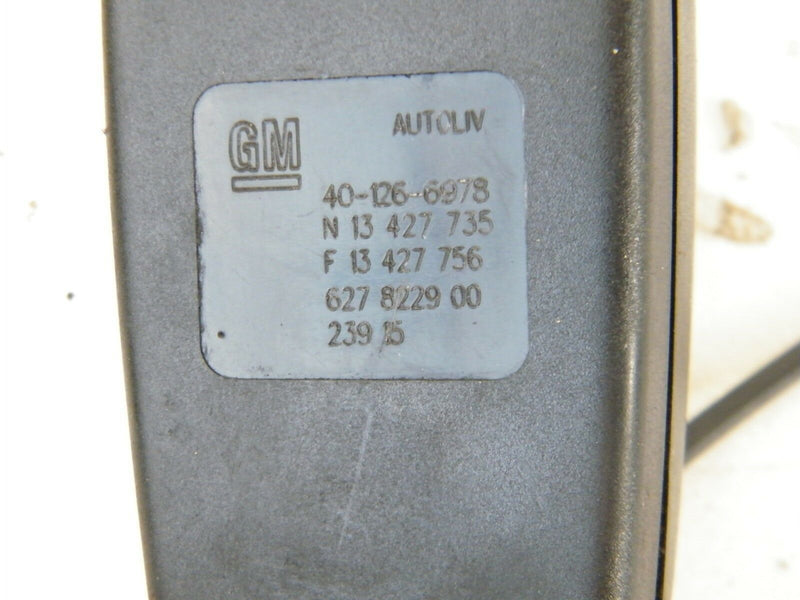 GM
AUTOLIV
40-126-6978
N 13 427 735
F 13 427 756
627 8229 00
239 15